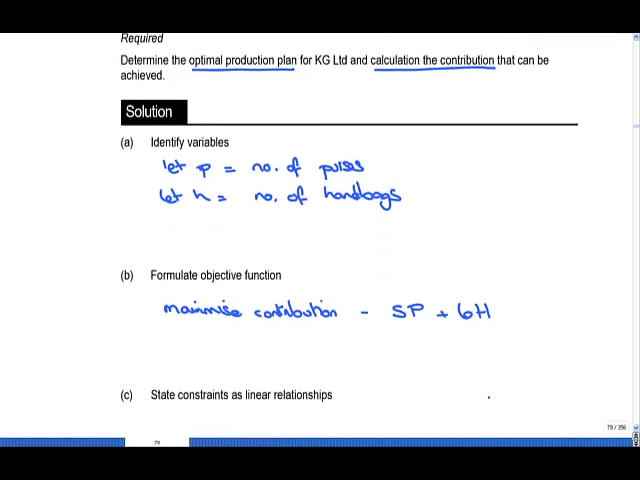 Required
Determine the optimal production plan for KG Ltd and calculation the contribution that can be
achieved.
Solution
(a) Identify variables
let p = no. of purses
let h = no. of handbags
(b) Formulate objective function
maximise contribution - 5P + 6H
(c) State constraints as linear relationships
79 / 356
79